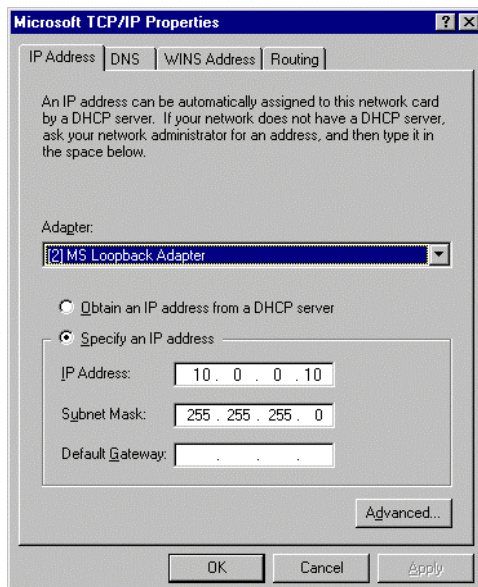 Microsoft TCP/IP Properties
IP Address DNS WINS Address Routing
An IP address can be automatically assigned to this network card
by a DHCP server. If your network does not have a DHCP server,
ask your network administrator for an address, and then type it in
the space below.
Adapter:
[2] MS Loopback Adapter
Obtain an IP address from a DHCP server
Specify an IP address
IP Address: 10 . 0 . 0 . 10
Subnet Mask: 255 . 255 . 255 . 0
Default Gateway: . . .
Advanced...
OK Cancel Apply